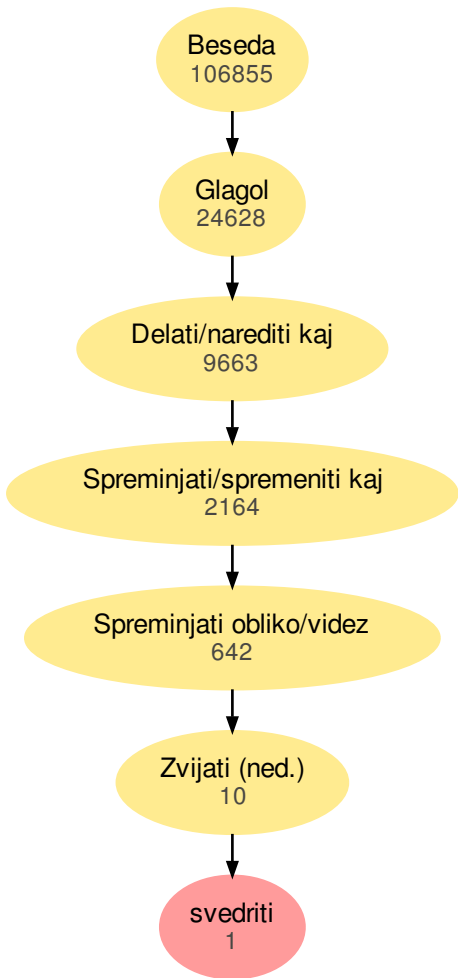 Beseda
106855
Glagol
24628
Delati/narediti kaj
9663
Spreminjati/spremeniti kaj
2164
Spreminjati obliko/videz
642
Zvijati (ned.)
10
svedriti
1